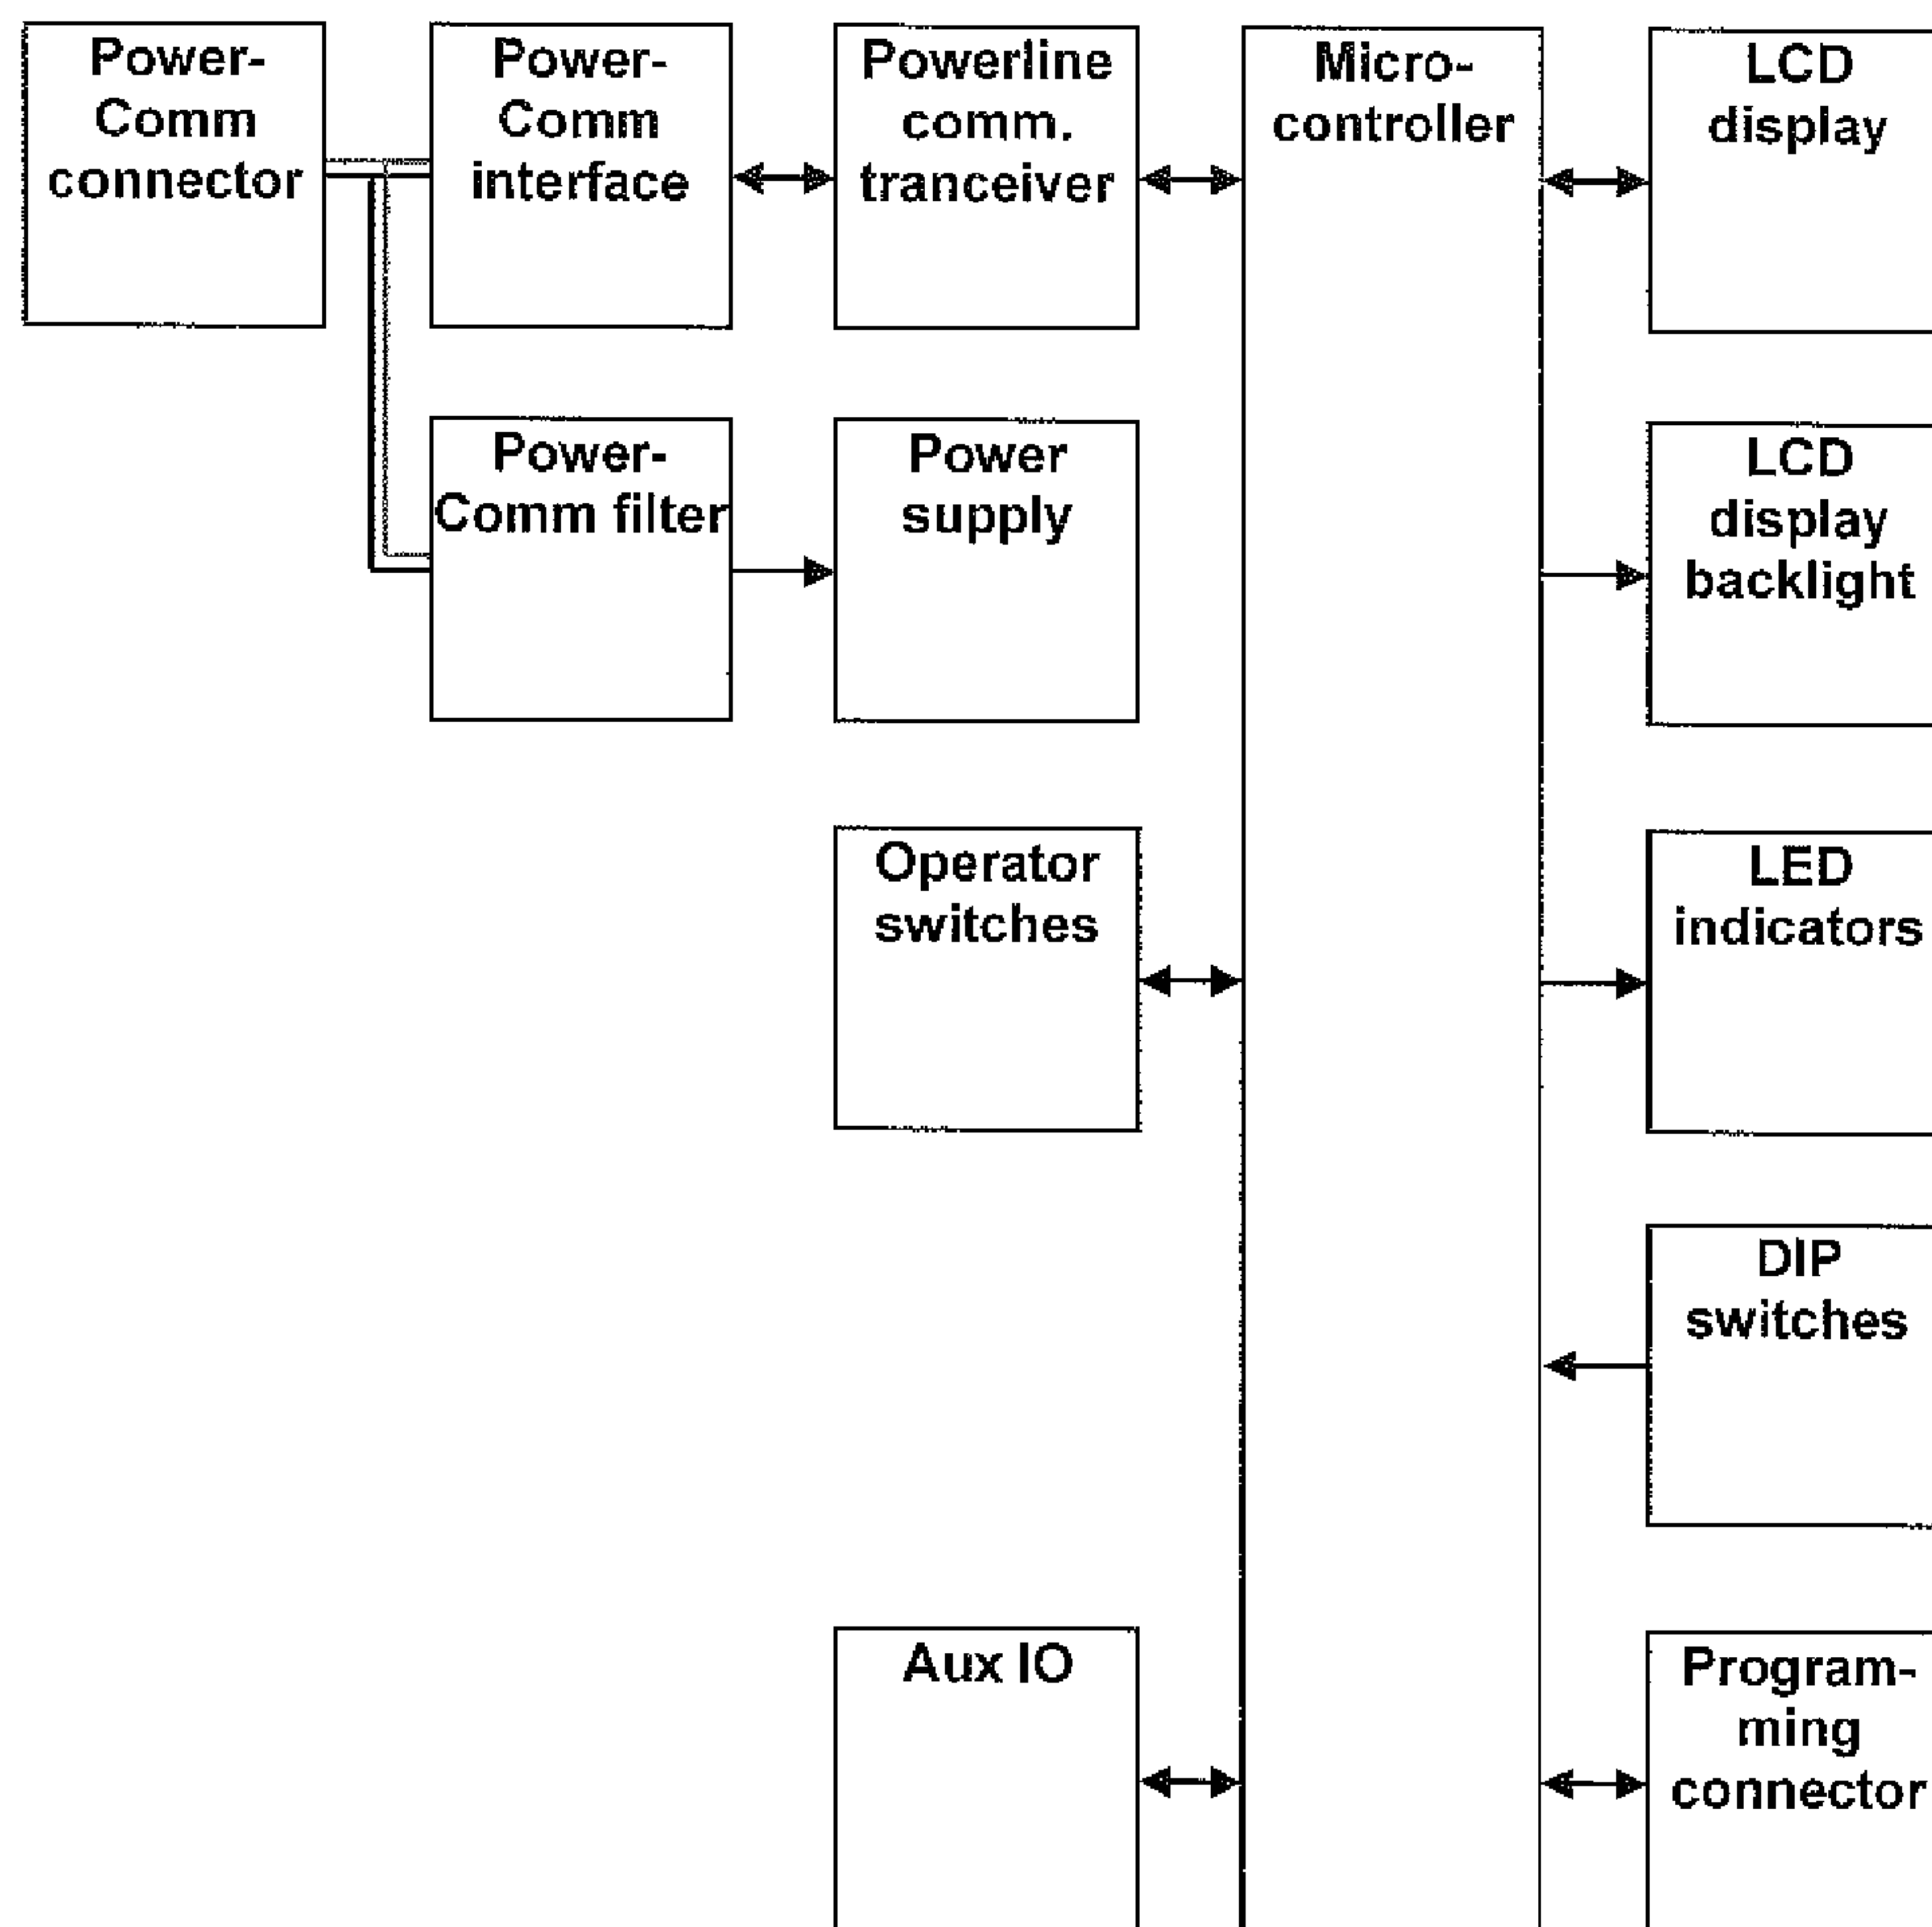 Power-
Comm
connector
Power-
Comm
interface
Powerline
comm.
tranceiver
Micro-
controller
LCD
display
Power-
Comm filter
Power
supply
LCD
display
backlight
Operator
switches
LED
indicators
DIP
switches
Aux IO
Program-
ming
connector